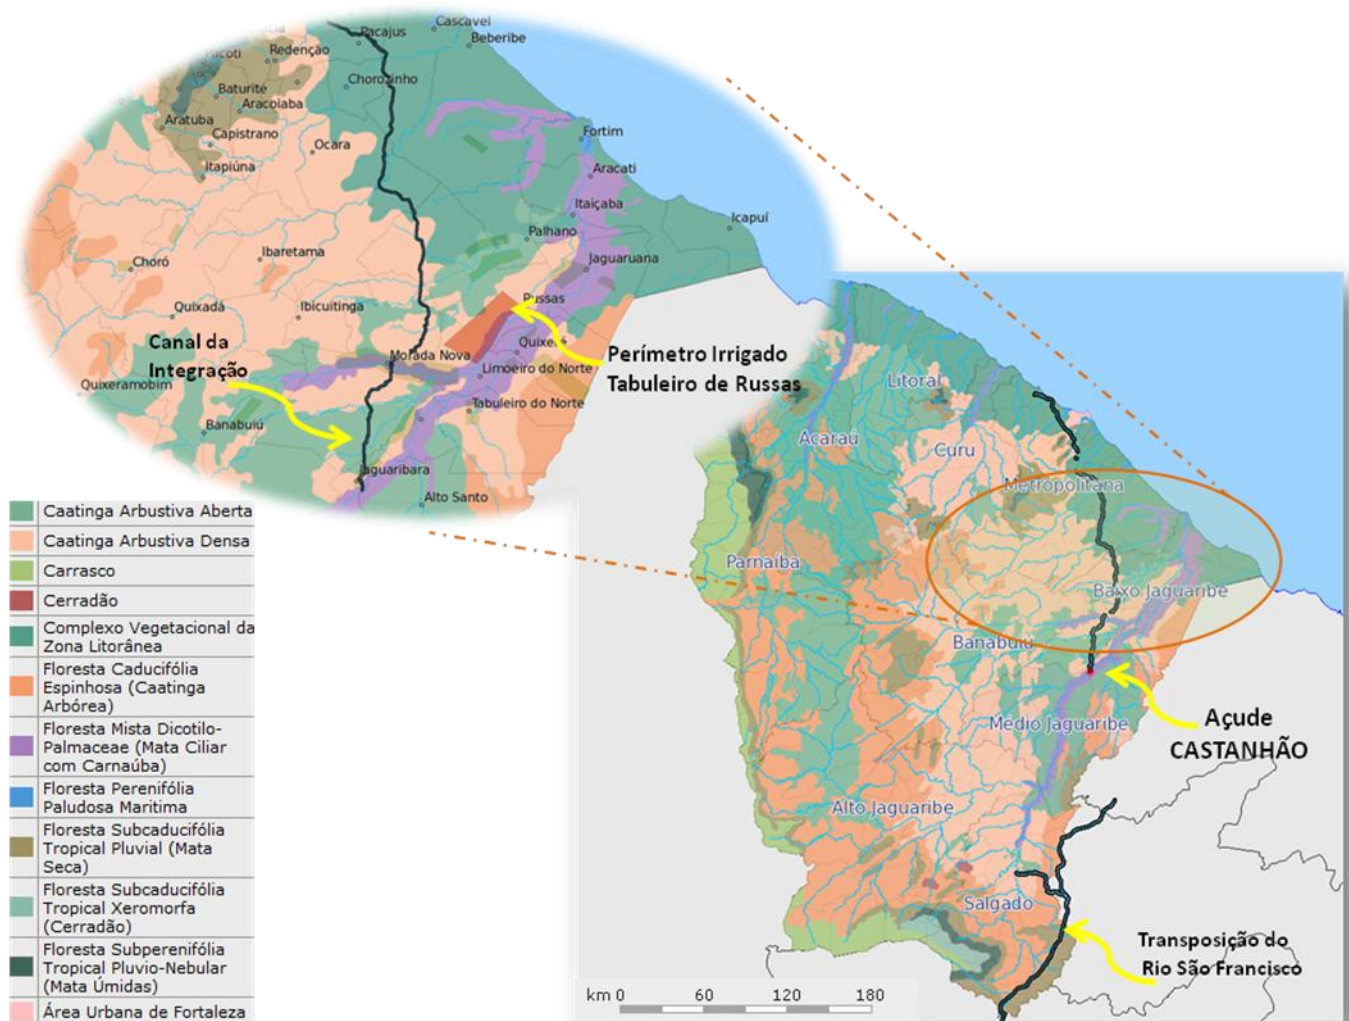 Cascavel
Pacajus
Beberibe
Pacoti
Redenção
Chorozinho
Baturité
Aracoiaba
Aratuba
Capistrano
Fortim
Ocara
Itapiúna
Aracati
Itaiçaba
Icapuí
Palhano
Choró
Ibaretama
Jaguaruana
Quixadá
Ibicuitinga
Russas
Canal da
Integração
Morada Nova
Quixeré
Perímetro Irrigado
Tabuleiro de Russas
Limoeiro do Norte
Quixeramobim
Tabuleiro do Norte
Banabuiú
Jaguaribara
Alto Santo
Caatinga Arbustiva Aberta
Caatinga Arbustiva Densa
Carrasco
Cerradão
Complexo Vegetacional da
Zona Litorânea
Floresta Caducifólia
Espinhosa (Caatinga
Arbórea)
Floresta Mista Dicotilo-
Palmaceae (Mata Ciliar
com Carnaúba)
Floresta Perenifólia
Paludosa Maritima
Floresta Subcaducifólia
Tropical Pluvial (Mata
Seca)
Floresta Subcaducifólia
Tropical Xeromorfa
(Cerradão)
Floresta Subperenifólia
Tropical Pluvio-Nebular
(Mata Úmidas)
Área Urbana de Fortaleza
Litoral
Acaraú
Curu
Metropolitana
Parnaíba
Baixo Jaguaribe
Banabuiú
Médio Jaguaribe
Açude
CASTANHÃO
Alto Jaguaribe
Salgado
Transposição do
Rio São Francisco
km 0 60 120 180